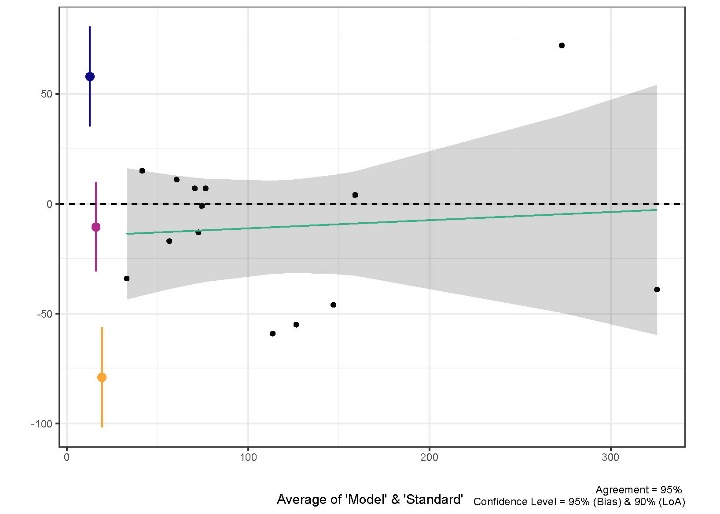 50
0
-50
-100
0 100 200 300
Agreement = 95%
Average of 'Model' & 'Standard' Confidence Level = 95% (Bias) & 90% (LoA)